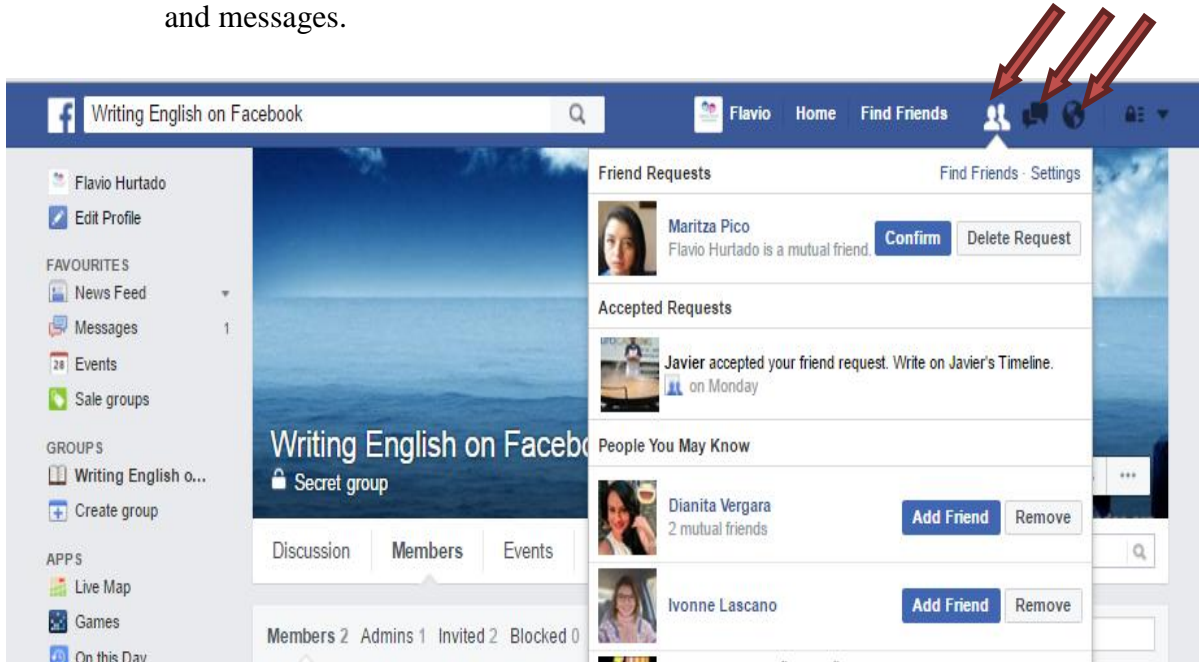 and messages.
f Writing English on Facebook
Flavio Home Find Friends
Flavio Hurtado
Edit Profile
FAVOURITES
News Feed
Messages 1
28 Events
Sale groups
GROUPS
Writing English o...
Create group
APPS
Live Map
Games
On this Day
Writing English on Facebo
Secret group
Discussion Members Events
Members 2 Admins 1 Invited 2 Blocked 0
Friend Requests Find Friends · Settings
Maritza Pico
Flavio Hurtado is a mutual friend.
Confirm Delete Request
Accepted Requests
Javier accepted your friend request. Write on Javier's Timeline.
on Monday
People You May Know
Dianita Vergara
2 mutual friends
Add Friend Remove
Ivonne Lascano
Add Friend Remove